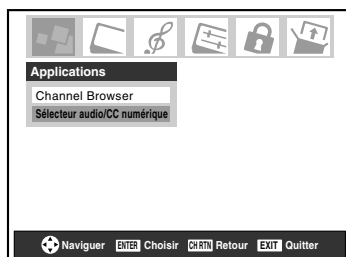 Applications
Channel Browser
Sélecteur audio/CC numérique
Naviguer ENTER Choisir CH RTN Retour EXIT Quitter